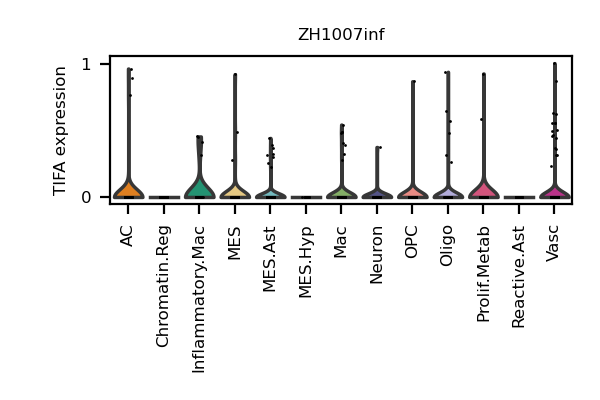 ZH1007inf
TIFA expression
1
0
AC
Chromatin.Reg
Inflammatory.Mac
MES
MES.Ast
MES.Hyp
Mac
Neuron
OPC
Oligo
Prolif.Metab
Reactive.Ast
Vasc